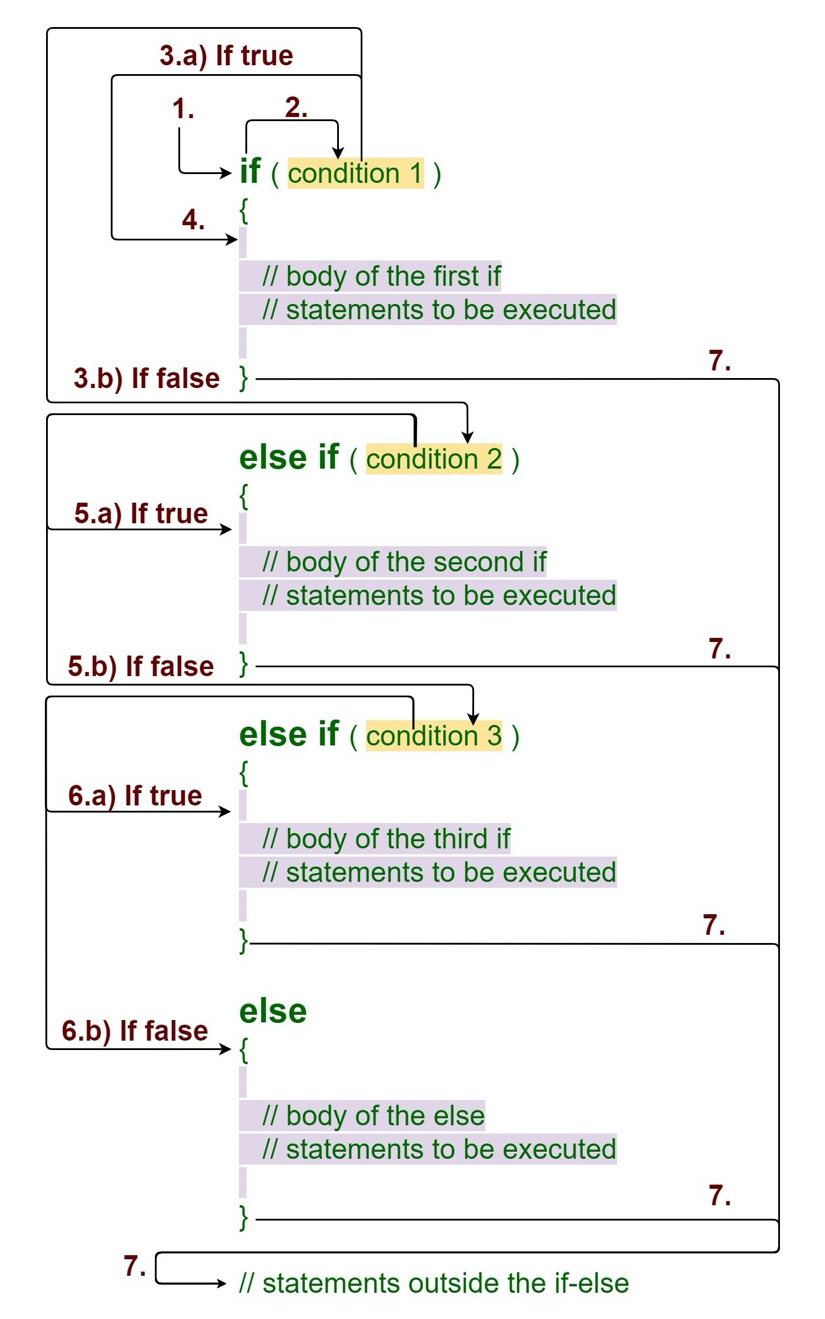 3.a) If true
1.
2.
if ( condition 1 )
{
4.
// body of the first if
// statements to be executed
7.
3.b) If false }
else if ( condition 2 )
{
5.a) If true
// body of the second if
// statements to be executed
7.
5.b) If false }
else if ( condition 3 )
{
6.a) If true
// body of the third if
// statements to be executed
7.
}
else
6.b) If false {
// body of the else
// statements to be executed
7.
}
7.
// statements outside the if-else